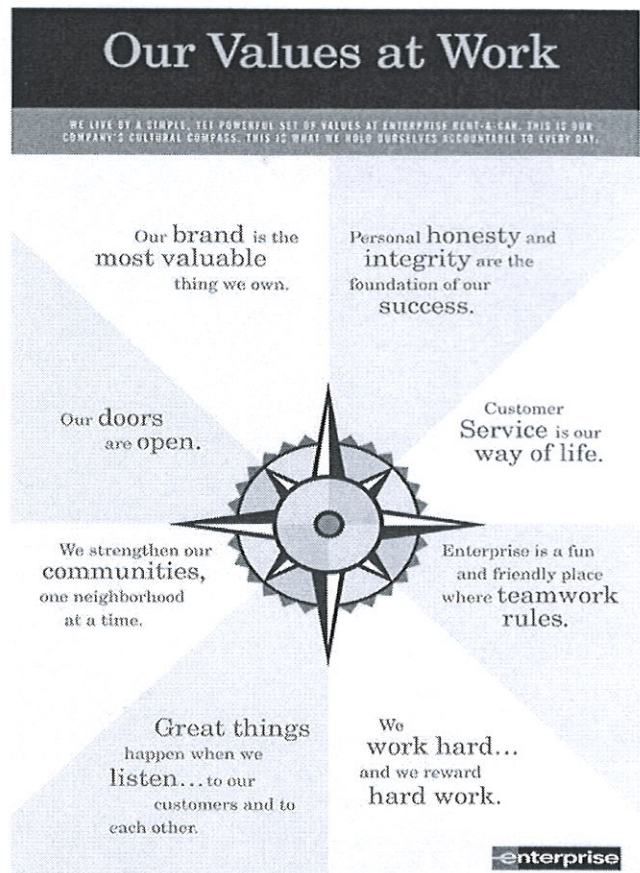 Our Values at Work
WE LIVE BY A SIMPLE, YET POWERFUL SET OF VALUES AT ENTERPRISE RENT-A-CAR. THIS IS OUR
COMPANY'S CULTURAL COMPASS. THIS IS WHAT WE HOLD OURSELVES ACCOUNTABLE TO EVERY DAY.
Our brand is the
most valuable
thing we own.
Personal honesty and
integrity are the
foundation of our
success.
Our doors
are open.
Customer
Service is our
way of life.
We strengthen our
communities,
one neighborhood
at a time.
Enterprise is a fun
and friendly place
where teamwork
rules.
Great things
happen when we
listen... to our
customers and to
each other.
We
work hard...
and we reward
hard work.
enterprise